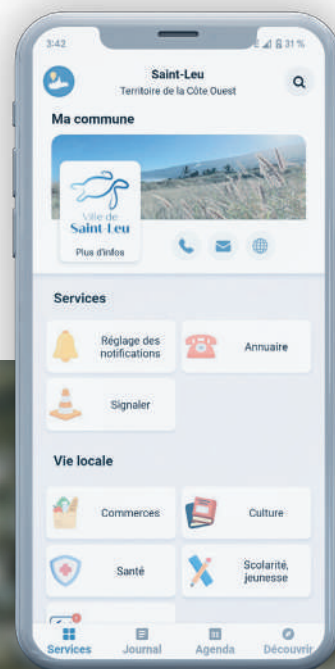 3:42
31 %
Saint-Leu
Territoire de la Côte Ouest
Ma commune
Ville de
Saint-Leu
Plus d'infos
Services
Réglage des
notifications
Annuaire
Signaler
Vie locale
Commerces
Culture
Santé
Scolarité,
jeunesse
Services
Journal
Agenda
Découvrir